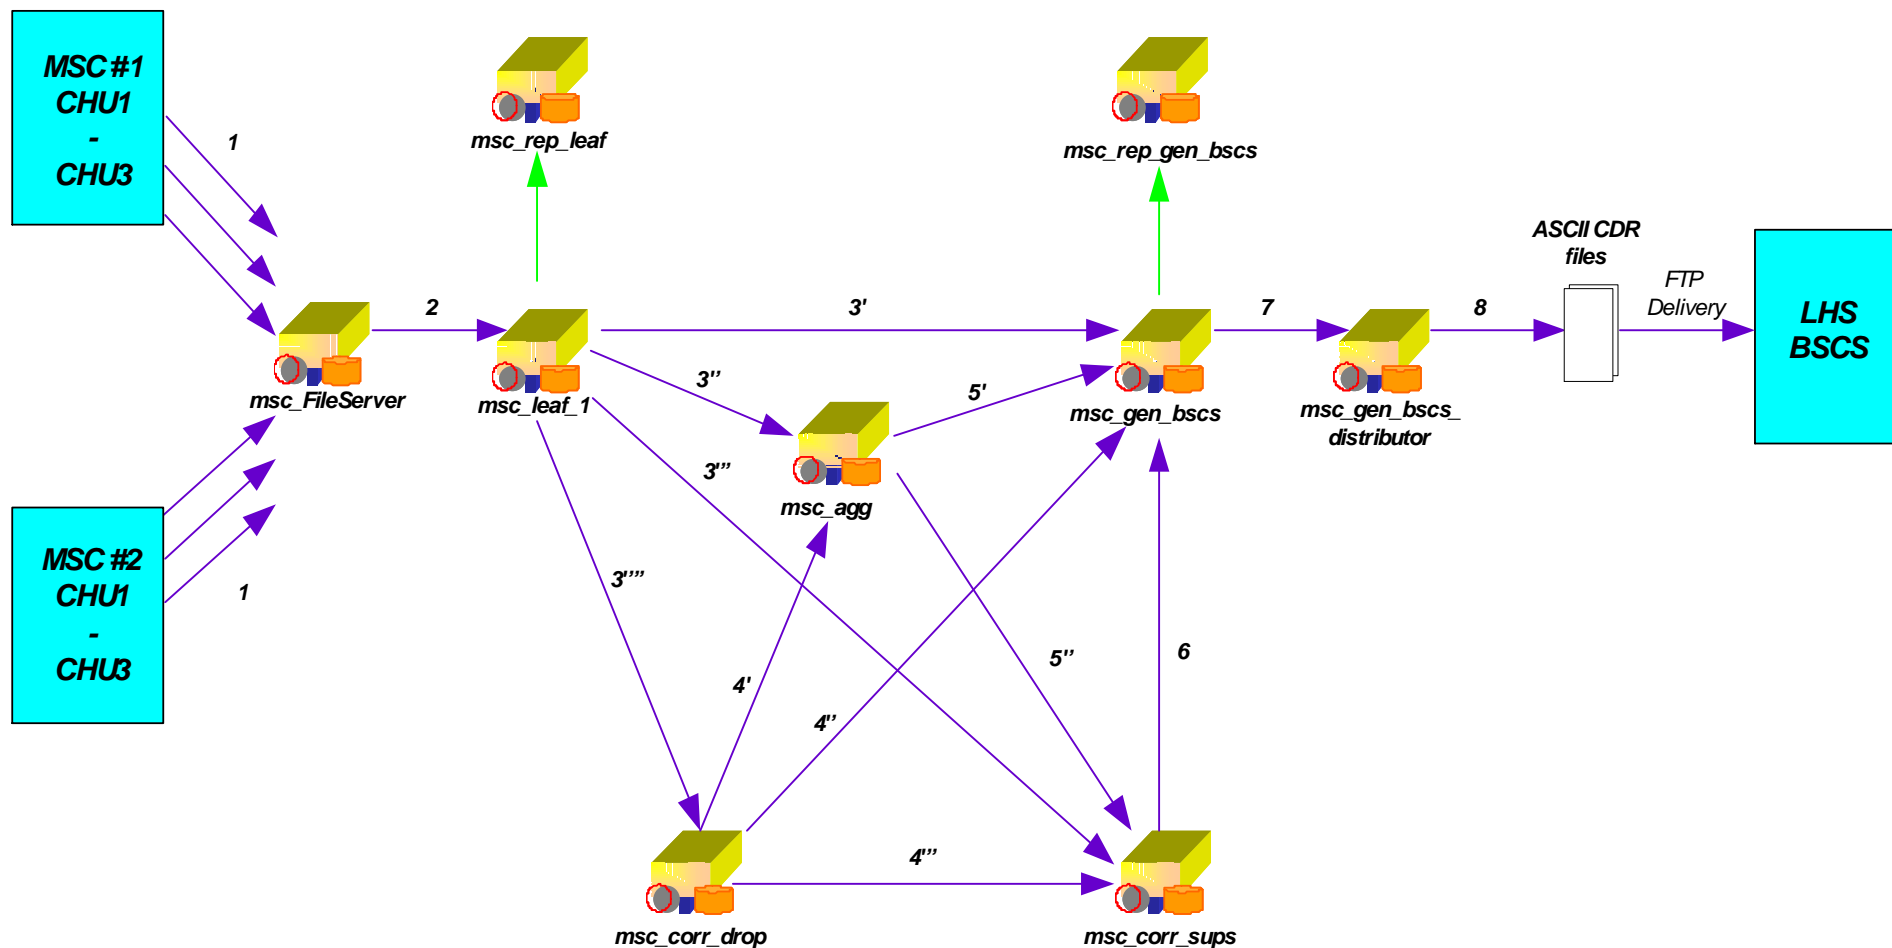 MSC #1
CHU1
-
CHU3
1
msc_rep_leaf
msc_rep_gen_bscs
ASCII CDR
files
FTP
Delivery
LHS
BSCS
msc_FileServer
2
msc_leaf_1
3'
msc_gen_bscs
7
msc_gen_bscs_
distributor
8
3''
5'
msc_agg
3'''
3''''
MSC #2
CHU1
-
CHU3
1
4'
4''
5''
6
4'''
msc_corr_drop
msc_corr_sups